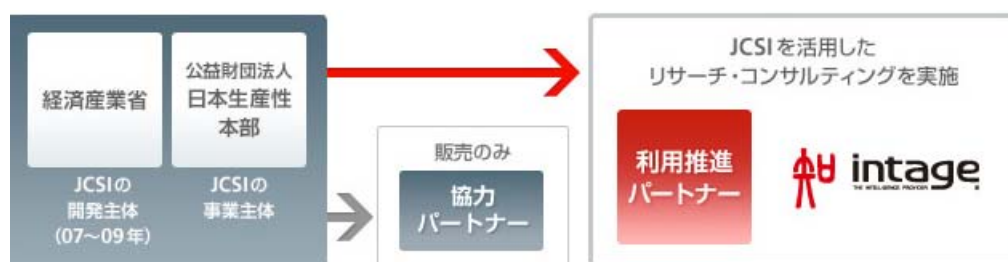 経済産業省
JCSIの
開発主体
(07〜09年)
公益財団法人
日本生産性
本部
JCSIの
事業主体
販売のみ
協力
パートナー
JCSIを活用した
リサーチ・コンサルティングを実施
利用推進
パートナー
intage
THE INTELLIGENCE PROVIDER